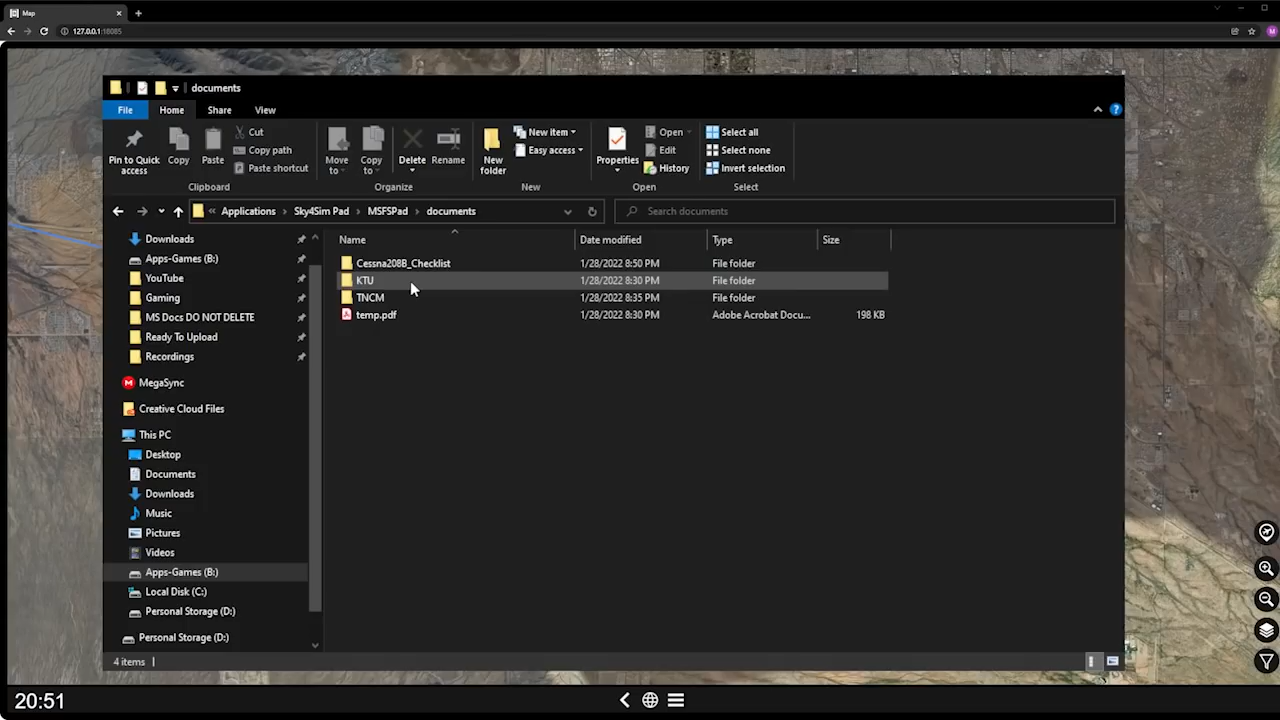 Map
127.0.0.1:18085
M
documents
File
Home
Share
View
Pin to Quick access
Copy
Paste
Cut
Copy path
Paste shortcut
Clipboard
Move to
Copy to
Delete
Rename
Organize
New folder
New item
Easy access
New
Properties
Open
Edit
History
Open
Select all
Select none
Invert selection
Select
« Applications > Sky4Sim Pad > MSFSPad > documents
Search documents
Name
Date modified
Type
Size
Cessna208B_Checklist 1/28/2022 8:50 PM File folder
KTU 1/28/2022 8:30 PM File folder
TNCM 1/28/2022 8:35 PM File folder
temp.pdf 1/28/2022 8:30 PM Adobe Acrobat Docu... 198 KB
Downloads
Apps-Games (B:)
YouTube
Gaming
MS Docs DO NOT DELETE
Ready To Upload
Recordings
MegaSync
Creative Cloud Files
This PC
Desktop
Documents
Downloads
Music
Pictures
Videos
Apps-Games (B:)
Local Disk (C:)
Personal Storage (D:)
Personal Storage (D:)
4 items
20:51